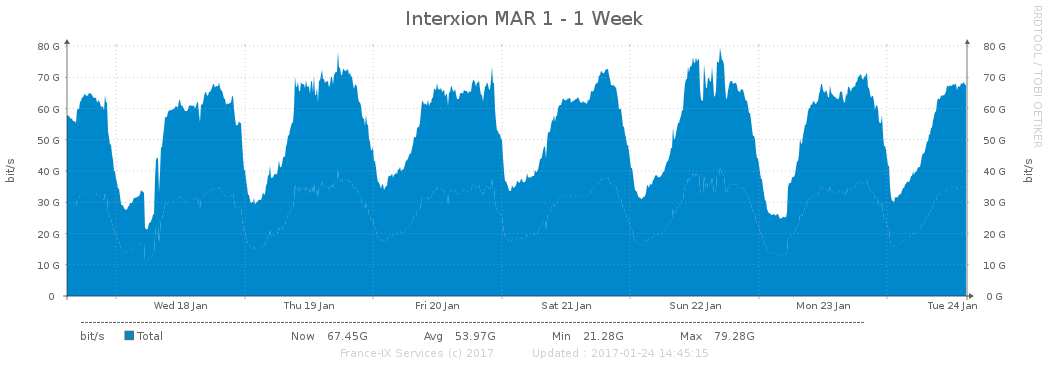 Interxion MAR 1 - 1 Week
RRDTOOL / TOBI OETIKER
80 G 80 G
70 G 70 G
60 G 60 G
50 G 50 G
40 G 40 G
30 G 30 G
20 G 20 G
10 G 10 G
0 0 G
bit/s
bit/s
Wed 18 Jan Thu 19 Jan Fri 20 Jan Sat 21 Jan Sun 22 Jan Mon 23 Jan Tue 24 Jan
bit/s Total Now 67.45G Avg 53.97G Min 21.28G Max 79.28G
France-IX Services (c) 2017 Updated : 2017-01-24 14:45:15